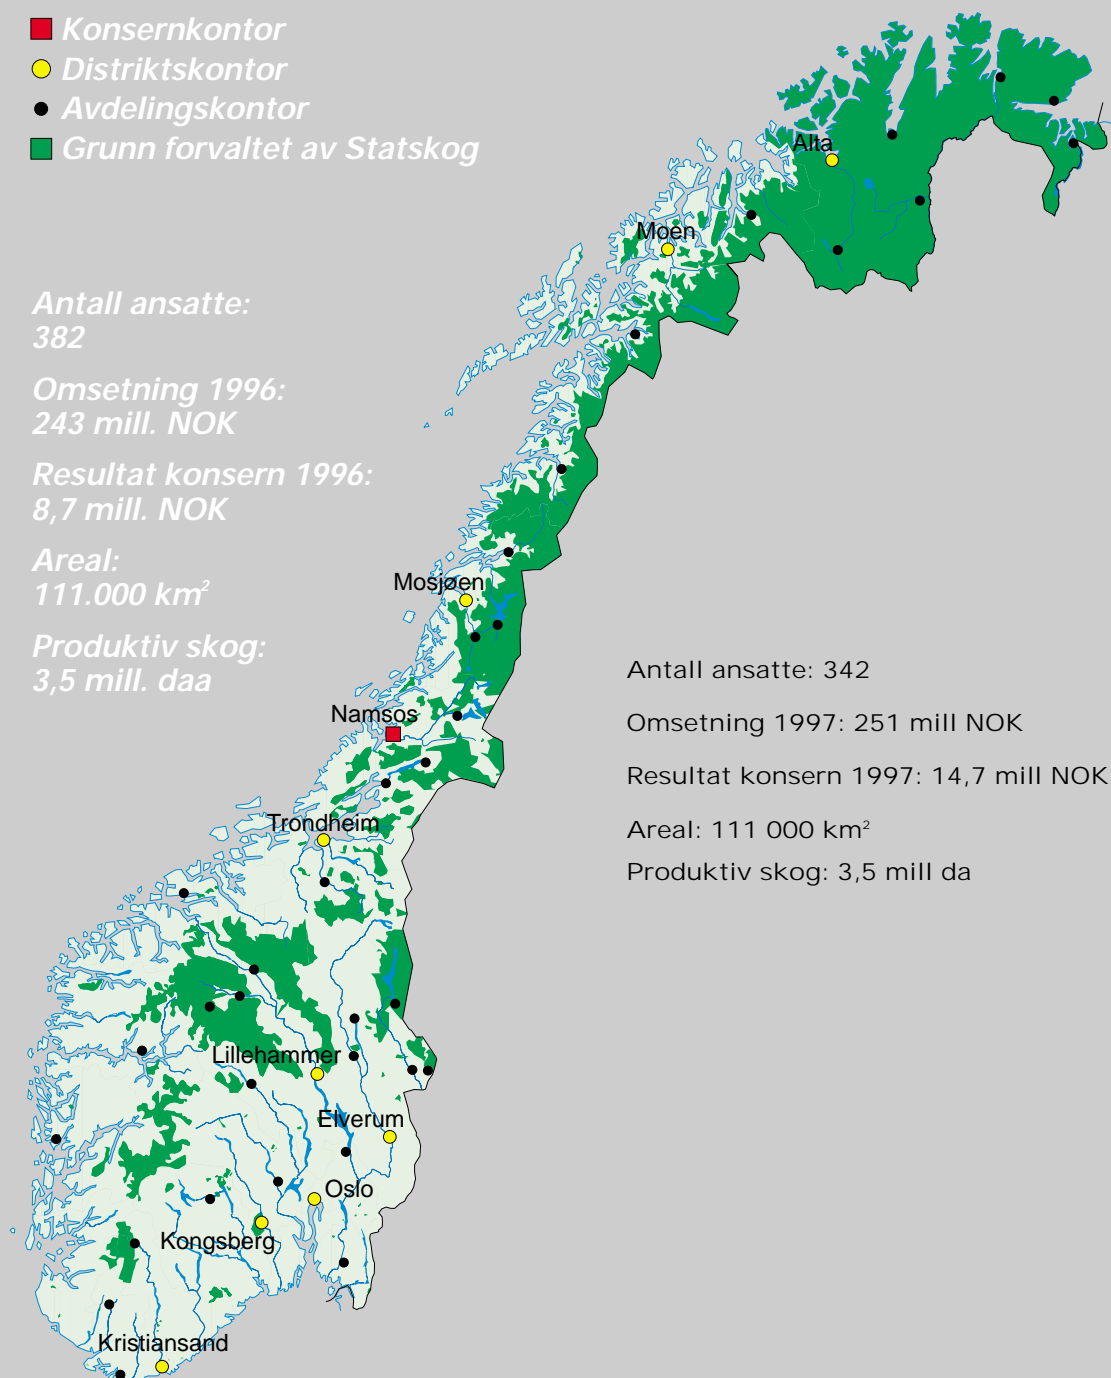 Konsernkontor
Distriktskontor
Avdelingskontor
Grunn forvaltet av Statskog
Alta
Moen
Antall ansatte:
382
Omsetning 1996:
243 mill. NOK
Resultat konsern 1996:
8,7 mill. NOK
Areal:
111.000 km²
Produktiv skog:
3,5 mill. daa
Mosjøen
Namsos
Trondheim
Antall ansatte: 342
Omsetning 1997: 251 mill NOK
Resultat konsern 1997: 14,7 mill NOK
Areal: 111 000 km²
Produktiv skog: 3,5 mill da
Lillehammer
Elverum
Oslo
Kongsberg
Kristiansand